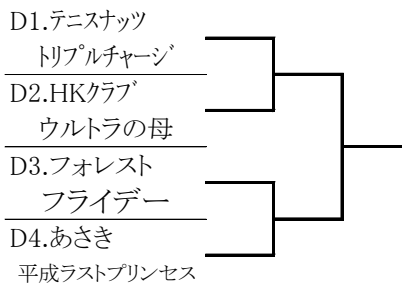 D1.テニスナッツ
トリプルチャージ
D2.HKクラブ
ウルトラの母
D3.フォレスト
フライデー
D4.あさき
平成ラストプリンセス